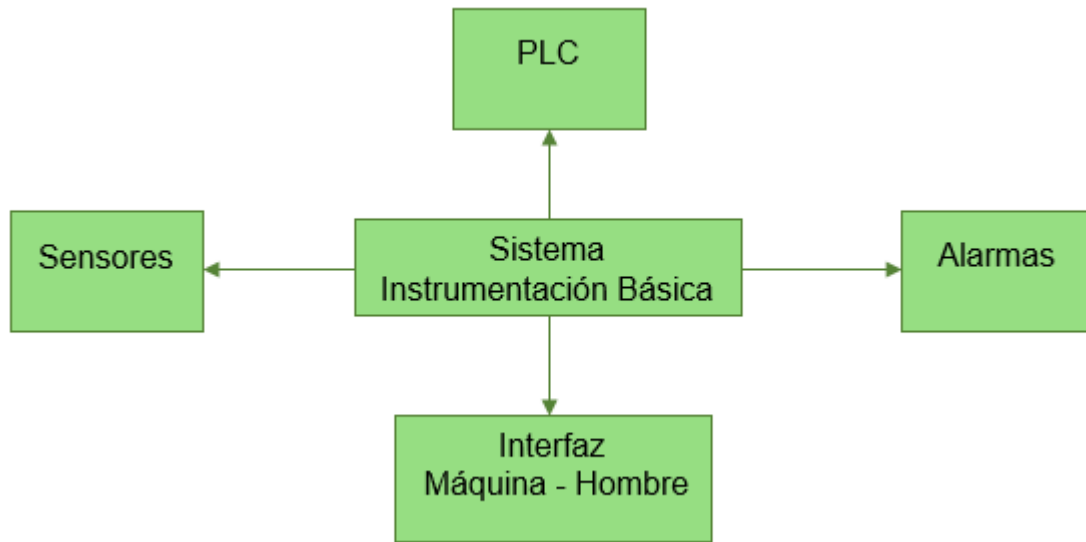 PLC
Sensores
Sistema
Instrumentación Básica
Alarmas
Interfaz
Máquina - Hombre